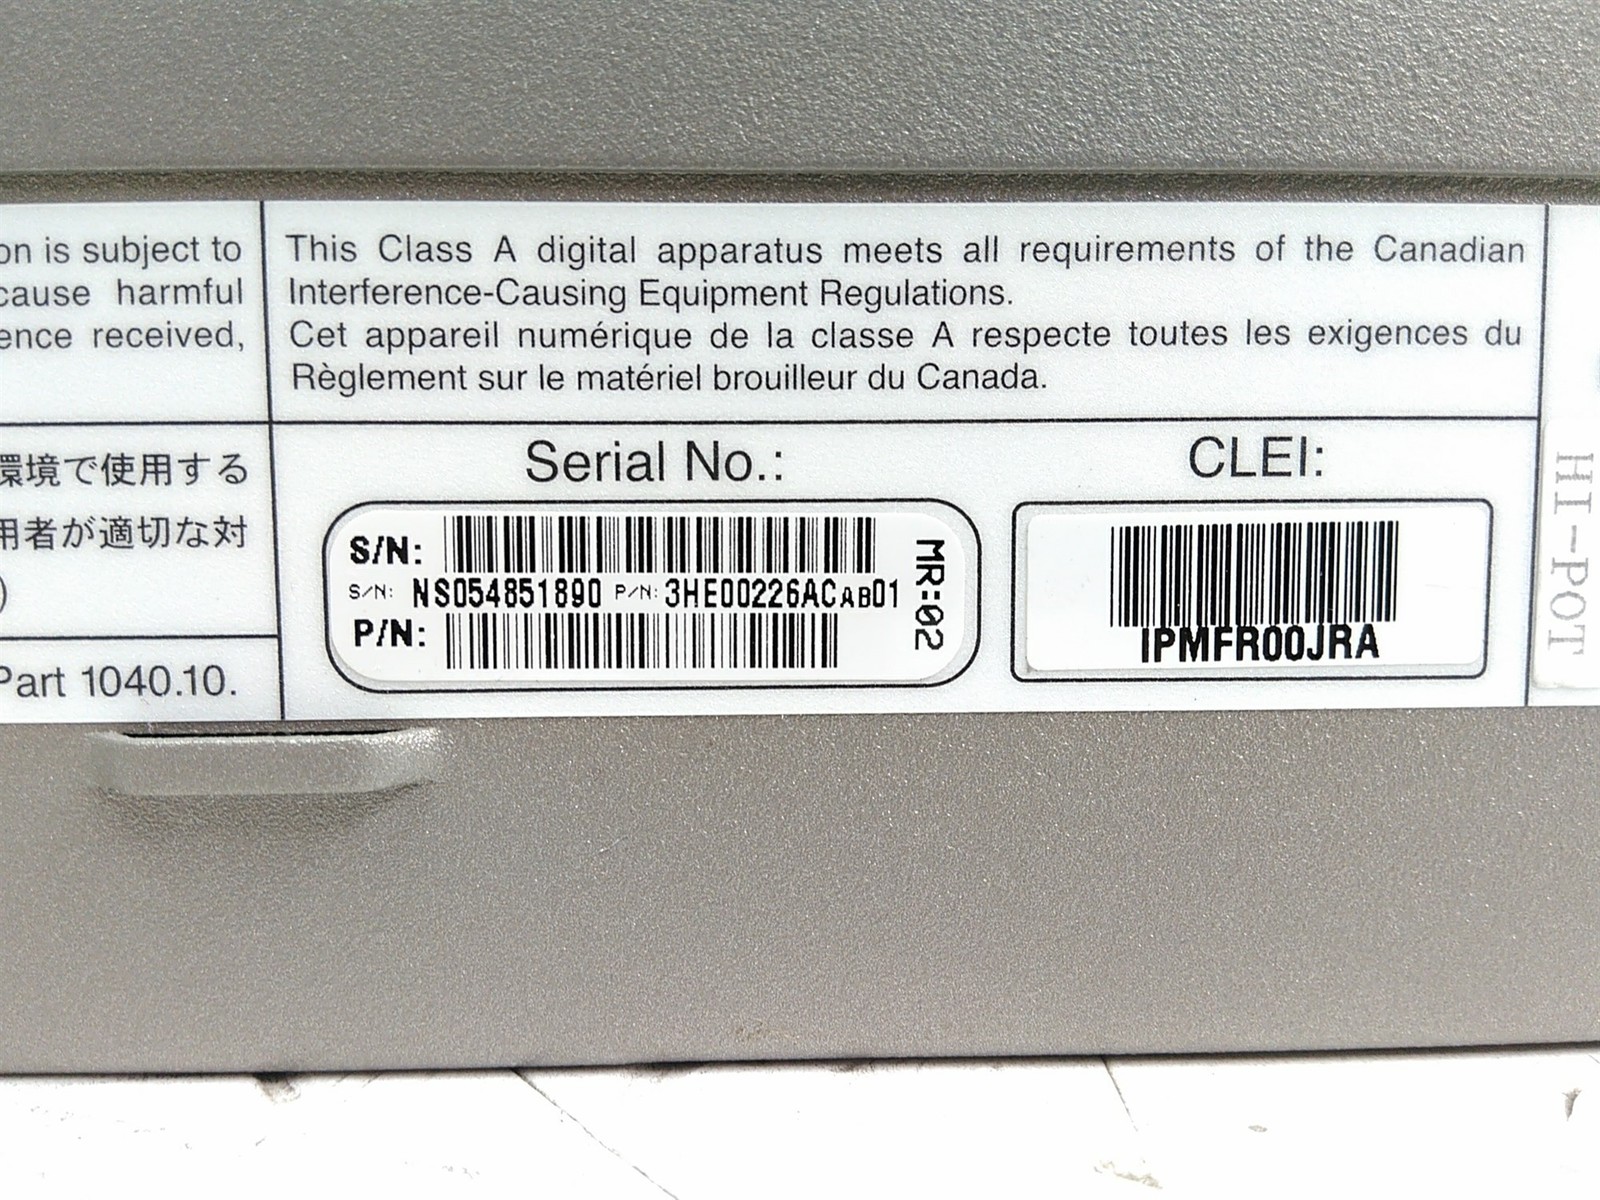 on is subject to
cause harmful
ence received,
This Class A digital apparatus meets all requirements of the Canadian
Interference-Causing Equipment Regulations.
Cet appareil numérique de la classe A respecte toutes les exigences du
Règlement sur le matériel brouilleur du Canada.
環境で使用する
用者が適切な対
)
Part 1040.10.
Serial No.:
S/N:
S/N: NS054851890 P/N: 3HE00226ACAB01
P/N:
MR:02
CLEI:
IPMFR00JRA
HI-POT